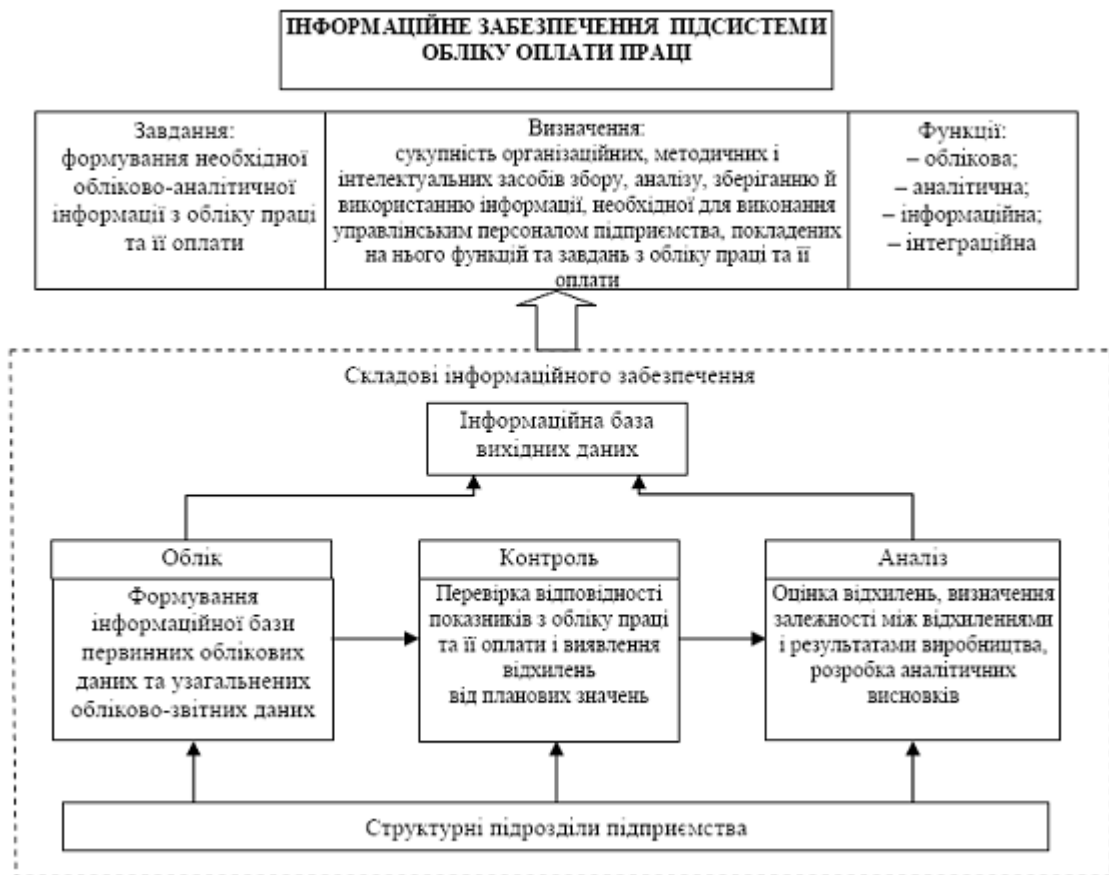 ІНФОРМАЦІЙНЕ ЗАБЕЗПЕЧЕННЯ ПІДСИСТЕМИ
ОБЛІКУ ОПЛАТИ ПРАЦІ
Завдання:
формування необхідної
обліково-аналітичної
інформації з обліку праці
та її оплати
Визначення:
сукупність організаційних, методичних і
інтелектуальних засобів збору, аналізу, зберіганню й
використанню інформації, необхідної для виконання
управлінським персоналом підприємства, покладених
на нього функцій та завдань з обліку праці та її
оплати
Функції:
– облікова;
– аналітична;
– інформаційна;
– інтеграційна
Складові інформаційного забезпечення
Інформаційна база
вихідних даних
Облік
Формування
інформаційної бази
первинних облікових
даних та узагальнених
обліково-звітних даних
Контроль
Перевірка відповідності
показників з обліку праці
та її оплати і виявлення
відхилень
від планових значень
Аналіз
Оцінка відхилень, визначення
залежності між відхиленнями
і результатами виробництва,
розробка аналітичних
висновків
Структурні підрозділи підприємства